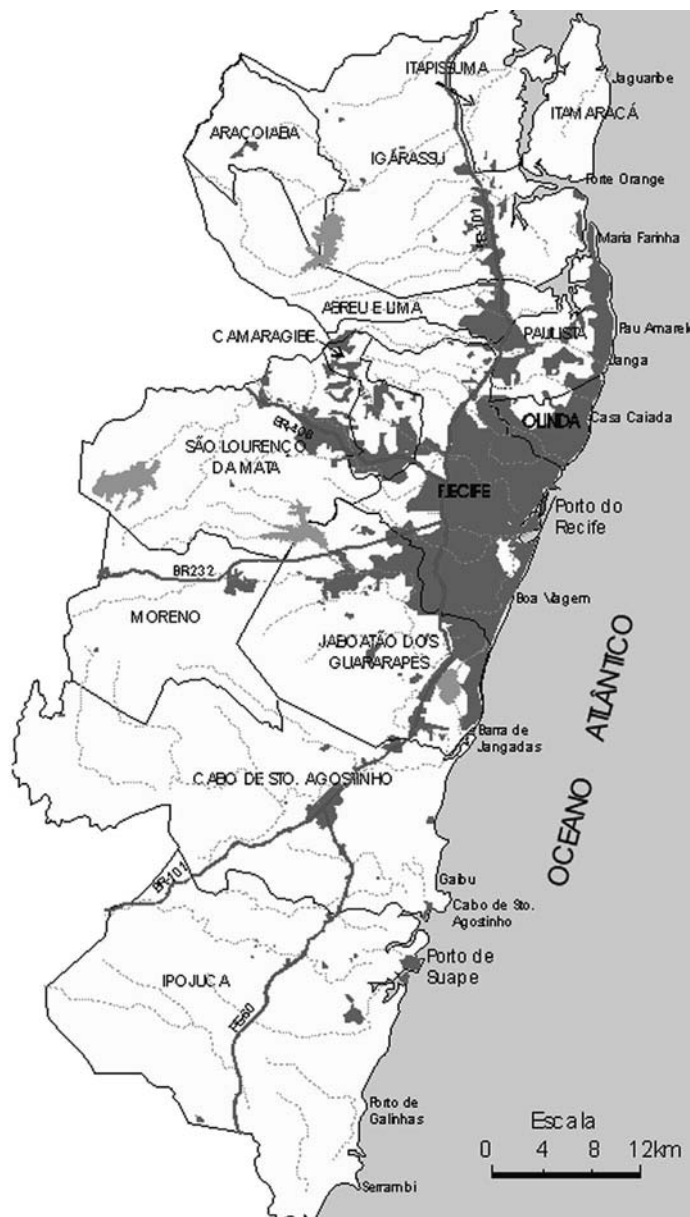 ITAPISSUMA
Jaguaribe
ITAMARACÁ
ARAÇOIABA
IGARASSU
Forte Orange
BR-101
Maria Farinha
ABREU E LIMA
CAMARAGIBE
PAULISTA
Pau Amarelo
Janga
OLINDA
Casa Caiada
BR-408
SÃO LOURENÇO
DA MATA
RECIFE
Porto do
Recife
BR232
Boa Viagem
MORENO
JABOATÃO DOS
GUARARAPES
OCEANO ATLÂNTICO
Barra de
Jangadas
CABO DE STO. AGOSTINHO
BR-101
Gaibu
Cabo de Sto.
Agostinho
Porto de
Suape
IPOJUCA
PE-60
Porto de
Galinhas
Escala
0 4 8 12km
Serrambi